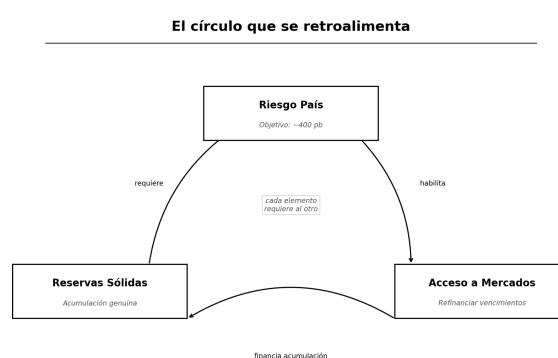 El círculo que se retroalimenta
Riesgo País
Objetivo: ~400 pb
requiere
habilita
cada elemento
requiere al otro
Reservas Sólidas
Acumulación genuina
Acceso a Mercados
Refinanciar vencimientos
financia acumulación